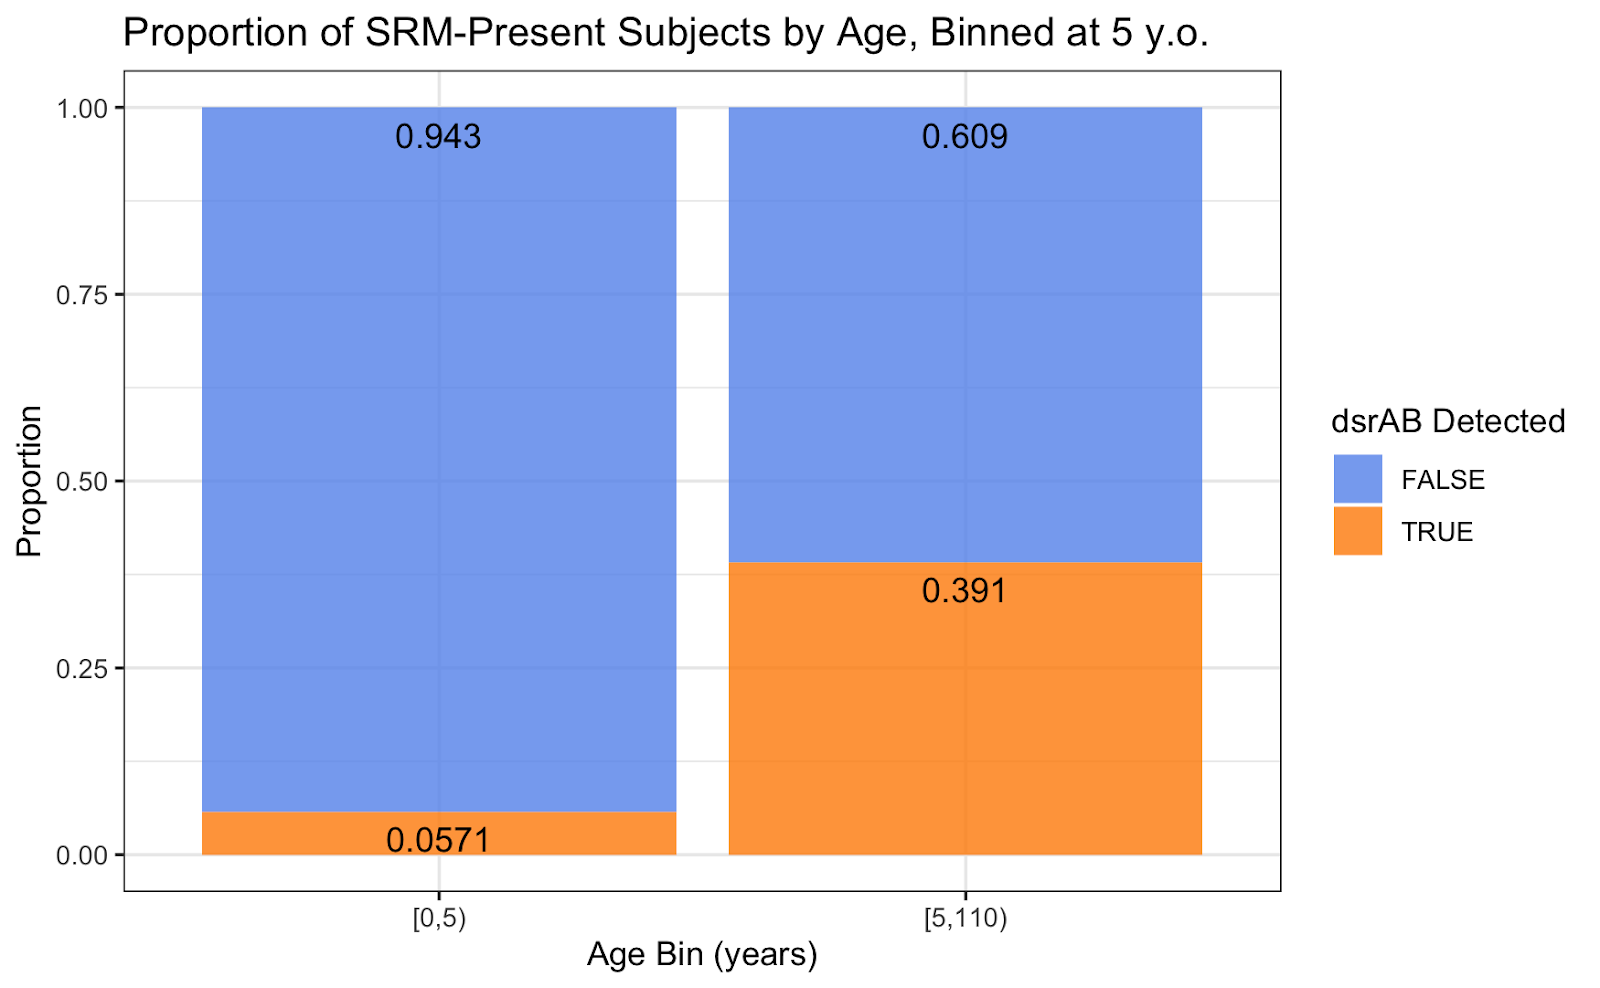 Proportion of SRM-Present Subjects by Age, Binned at 5 y.o.
1.00
0.75
0.50
0.25
0.00
Proportion
0.943
0.609
0.391
0.0571
[0,5)
[5,110)
Age Bin (years)
dsrAB Detected
FALSE
TRUE